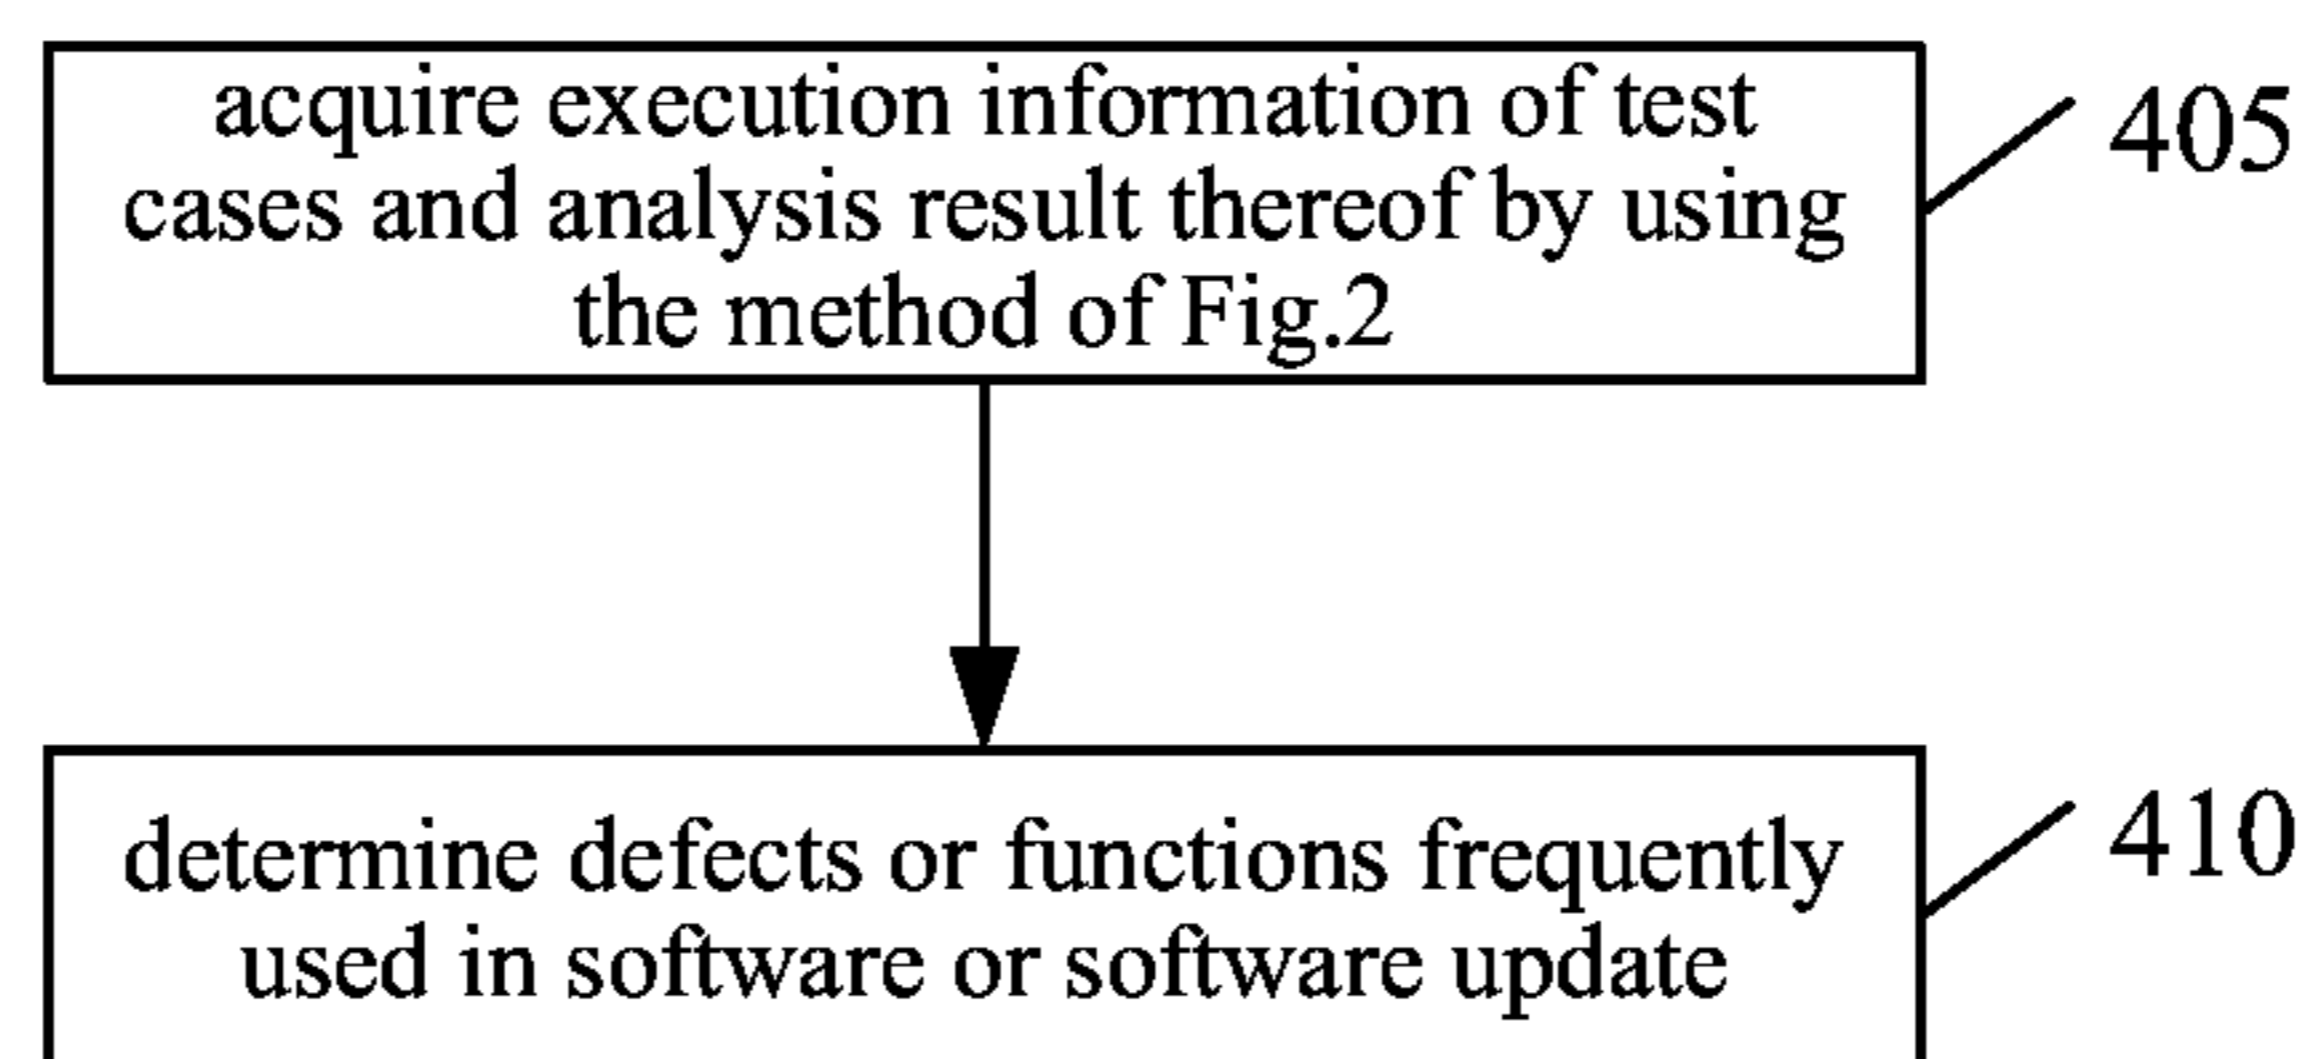 acquire execution information of test
cases and analysis result thereof by using
the method of Fig.2
405
determine defects or functions frequently
used in software or software update
410